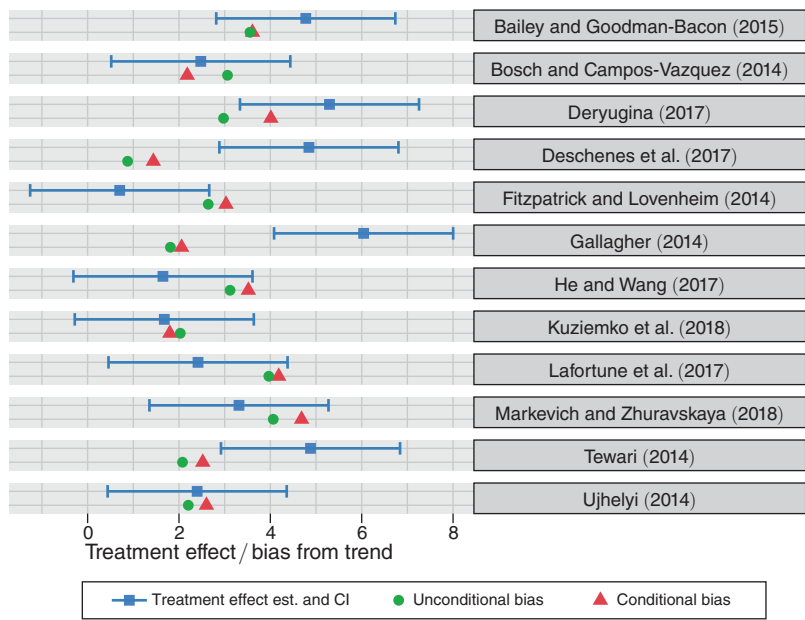 Bailey and Goodman-Bacon (2015)
Bosch and Campos-Vazquez (2014)
Deryugina (2017)
Deschenes et al. (2017)
Fitzpatrick and Lovenheim (2014)
Gallagher (2014)
He and Wang (2017)
Kuziemko et al. (2018)
Lafortune et al. (2017)
Markevich and Zhuravskaya (2018)
Tewari (2014)
Ujhelyi (2014)
0 2 4 6 8
Treatment effect / bias from trend
Treatment effect est. and CI Unconditional bias Conditional bias